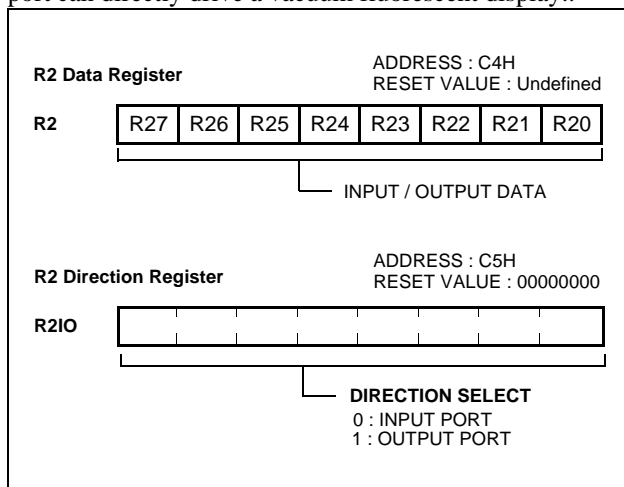 port can directly drive a vacuum fluorescent display..
R2 Data Register
ADDRESS : C4H
RESET VALUE : Undefined
R2
R27 R26 R25 R24 R23 R22 R21 R20
INPUT / OUTPUT DATA
R2 Direction Register
ADDRESS : C5H
RESET VALUE : 00000000
R2IO
DIRECTION SELECT
0 : INPUT PORT
1 : OUTPUT PORT